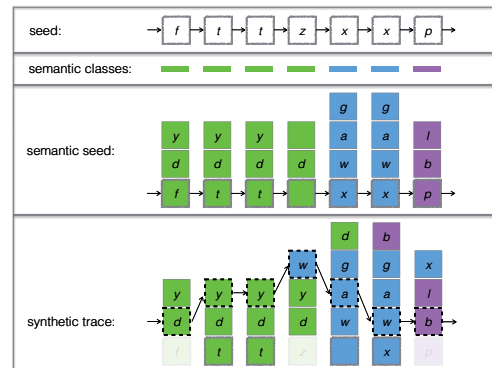 seed: f t t z x x p
semantic classes:
g g
y y y a a l
semantic seed: d d d d w w b
f t t x x p
d b
w g g x
y y y y a a l
synthetic trace: d d d d w w b
f t t z x p